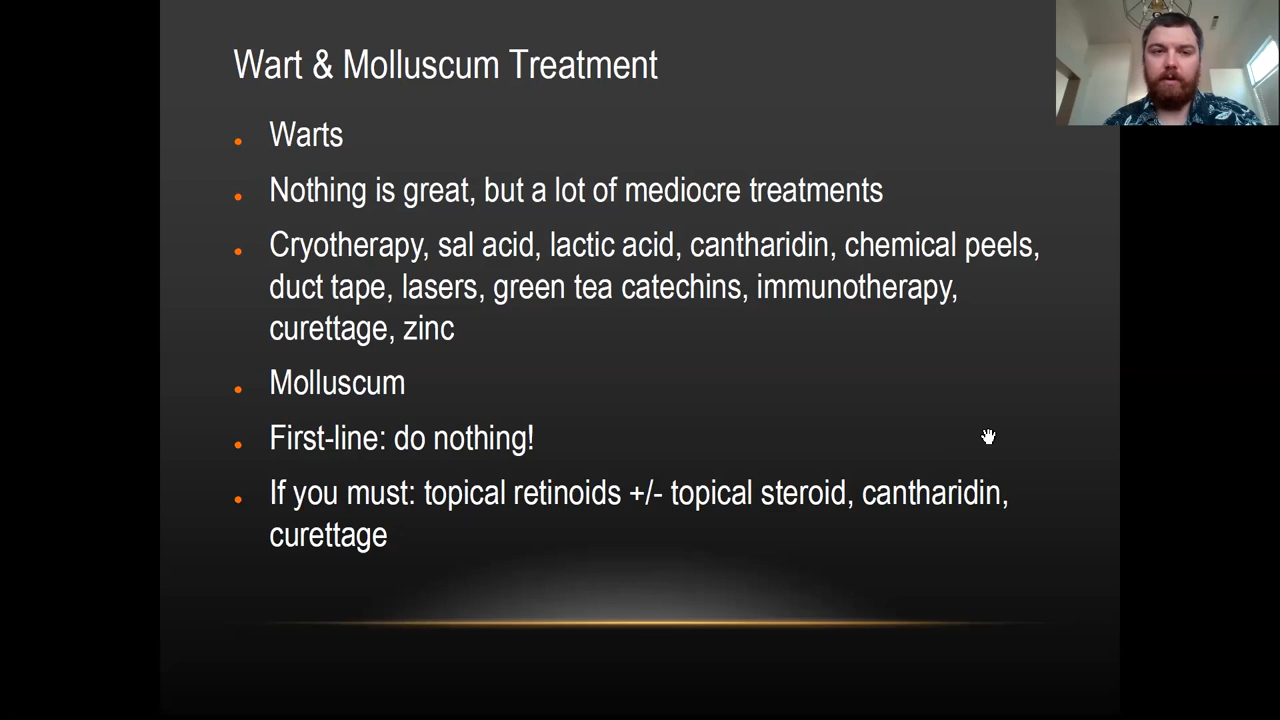 Wart & Molluscum Treatment
Warts
Nothing is great, but a lot of mediocre treatments
Cryotherapy, sal acid, lactic acid, cantharidin, chemical peels,
duct tape, lasers, green tea catechins, immunotherapy,
curettage, zinc
Molluscum
First-line: do nothing!
If you must: topical retinoids +/- topical steroid, cantharidin,
curettage